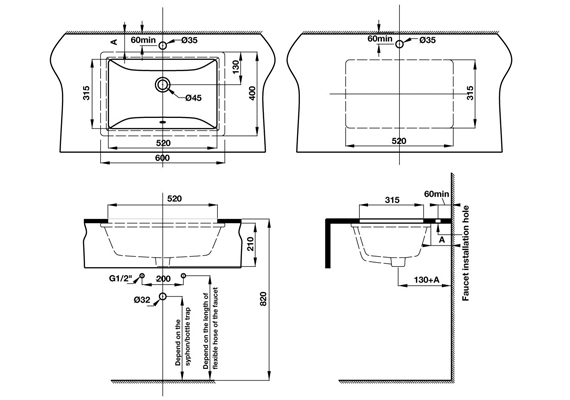 60min
Ø35
A
130
315
400
Ø45
520
600
60min
Ø35
315
520
520
210
G1/2"
200
Ø32
820
Depend on the
syphon/bottle trap
Depend on the length of
flexible hose of the faucet
315
60min
A
130+A
Faucet installation hole